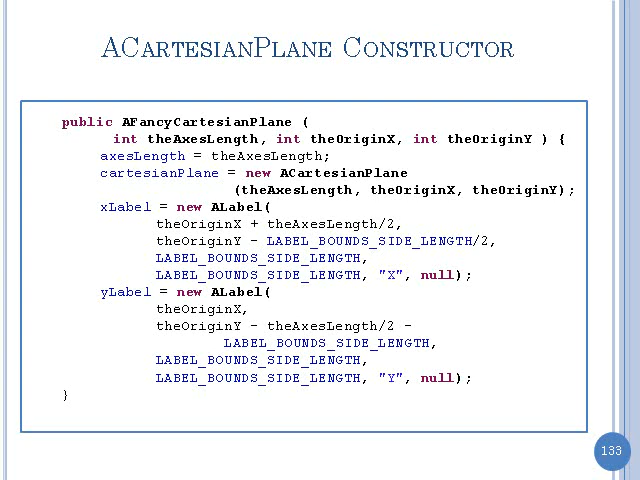 ACartesianPlane Constructor
public AFancyCartesianPlane (
int theAxesLength, int theOriginX, int theOriginY ) {
axesLength = theAxesLength;
cartesianPlane = new ACartesianPlane
(theAxesLength, theOriginX, theOriginY);
xLabel = new ALabel(
theOriginX + theAxesLength/2,
theOriginY - LABEL_BOUNDS_SIDE_LENGTH/2,
LABEL_BOUNDS_SIDE_LENGTH,
LABEL_BOUNDS_SIDE_LENGTH, "X", null);
yLabel = new ALabel(
theOriginX,
theOriginY - theAxesLength/2 -
LABEL_BOUNDS_SIDE_LENGTH,
LABEL_BOUNDS_SIDE_LENGTH,
LABEL_BOUNDS_SIDE_LENGTH, "Y", null);
}
133